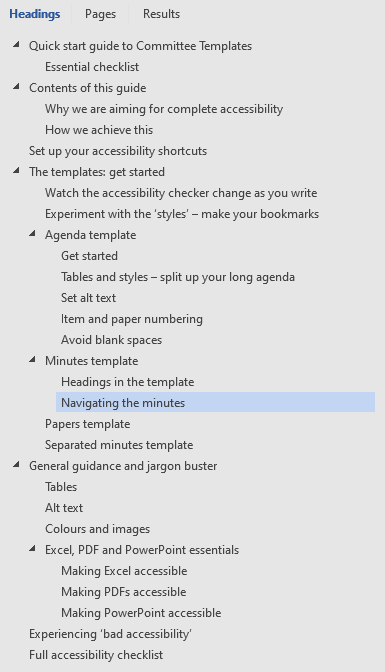 Headings Pages Results
Quick start guide to Committee Templates
Essential checklist
Contents of this guide
Why we are aiming for complete accessibility
How we achieve this
Set up your accessibility shortcuts
The templates: get started
Watch the accessibility checker change as you write
Experiment with the ‘styles’ – make your bookmarks
Agenda template
Get started
Tables and styles – split up your long agenda
Set alt text
Item and paper numbering
Avoid blank spaces
Minutes template
Headings in the template
Navigating the minutes
Papers template
Separated minutes template
General guidance and jargon buster
Tables
Alt text
Colours and images
Excel, PDF and PowerPoint essentials
Making Excel accessible
Making PDFs accessible
Making PowerPoint accessible
Experiencing ‘bad accessibility’
Full accessibility checklist